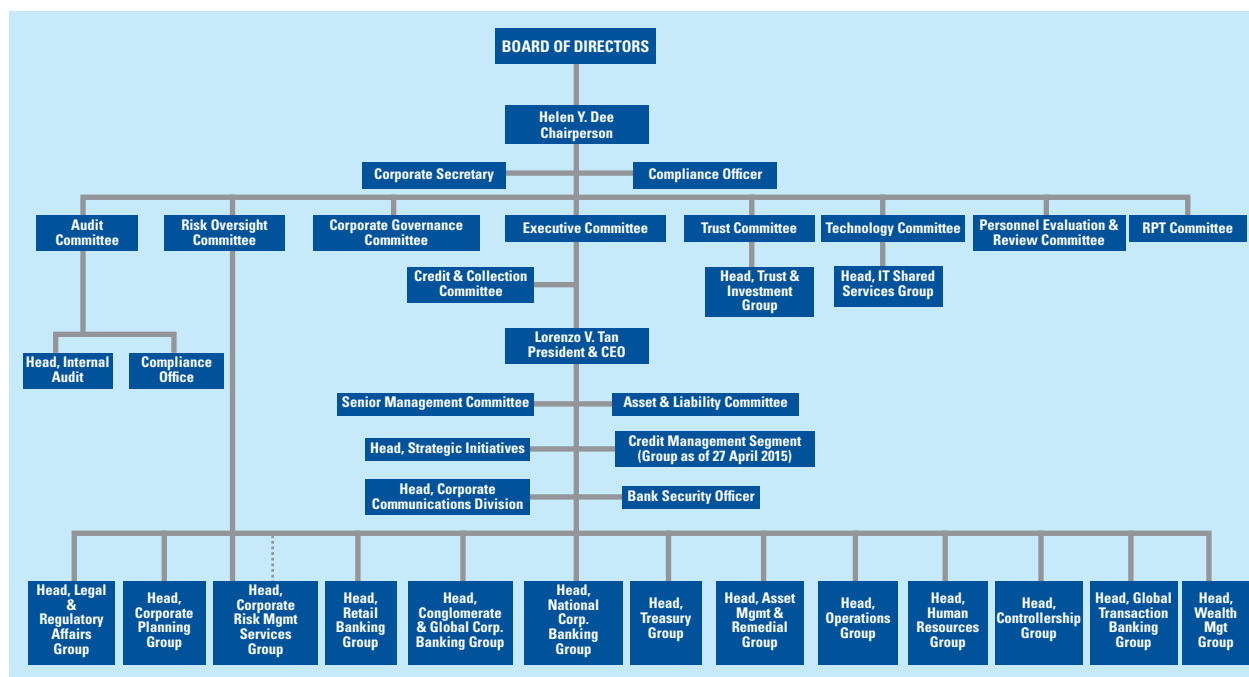 BOARD OF DIRECTORS
Helen Y. Dee
Chairperson
Corporate Secretary
Compliance Officer
Audit
Committee
Risk Oversight
Committee
Corporate Governance
Committee
Executive Committee
Trust Committee
Technology Committee
Personnel Evaluation &
Review Committee
RPT Committee
Credit & Collection
Committee
Head, Trust &
Investment
Group
Head, IT Shared
Services Group
Lorenzo V. Tan
President & CEO
Head, Internal
Audit
Compliance
Office
Senior Management Committee
Asset & Liability Committee
Head, Strategic Initiatives
Credit Management Segment
(Group as of 27 April 2015)
Head, Corporate
Communications Division
Bank Security Officer
Head, Legal
&
Regulatory
Affairs
Group
Head,
Corporate
Planning
Group
Head,
Corporate
Risk Mgmt
Services
Group
Head,
Retail
Banking
Group
Head,
Conglomerate
& Global Corp.
Banking Group
Head,
National
Corp.
Banking
Group
Head,
Treasury
Group
Head, Asset
Mgmt &
Remedial
Group
Head,
Operations
Group
Head,
Human
Resources
Group
Head,
Controllership
Group
Head, Global
Transaction
Banking
Group
Head,
Wealth
Mgt
Group